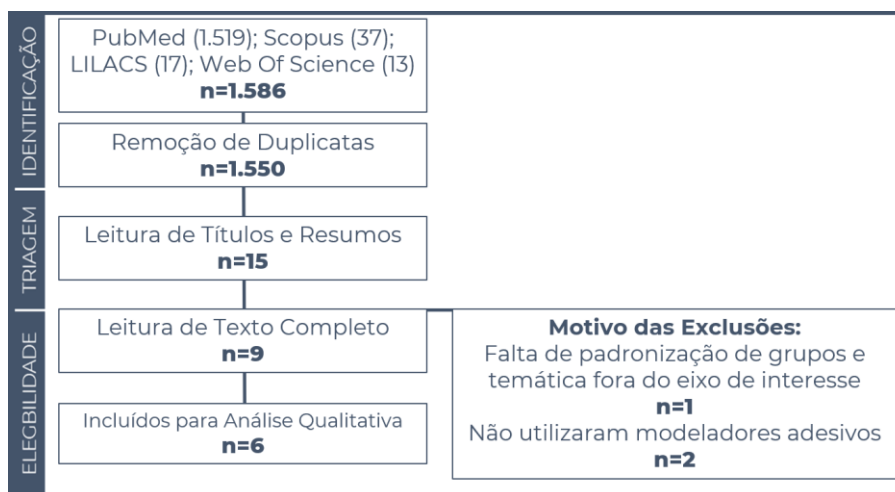 IDENTIFICAÇÃO
PubMed (1.519); Scopus (37);
LILACS (17); Web Of Science (13)
n=1.586
Remoção de Duplicatas
n=1.550
TRIAGEM
Leitura de Títulos e Resumos
n=15
ELEGBILIDADE
Leitura de Texto Completo
n=9
Incluídos para Análise Qualitativa
n=6
Motivo das Exclusões:
Falta de padronização de grupos e
temática fora do eixo de interesse
n=1
Não utilizaram modeladores adesivos
n=2